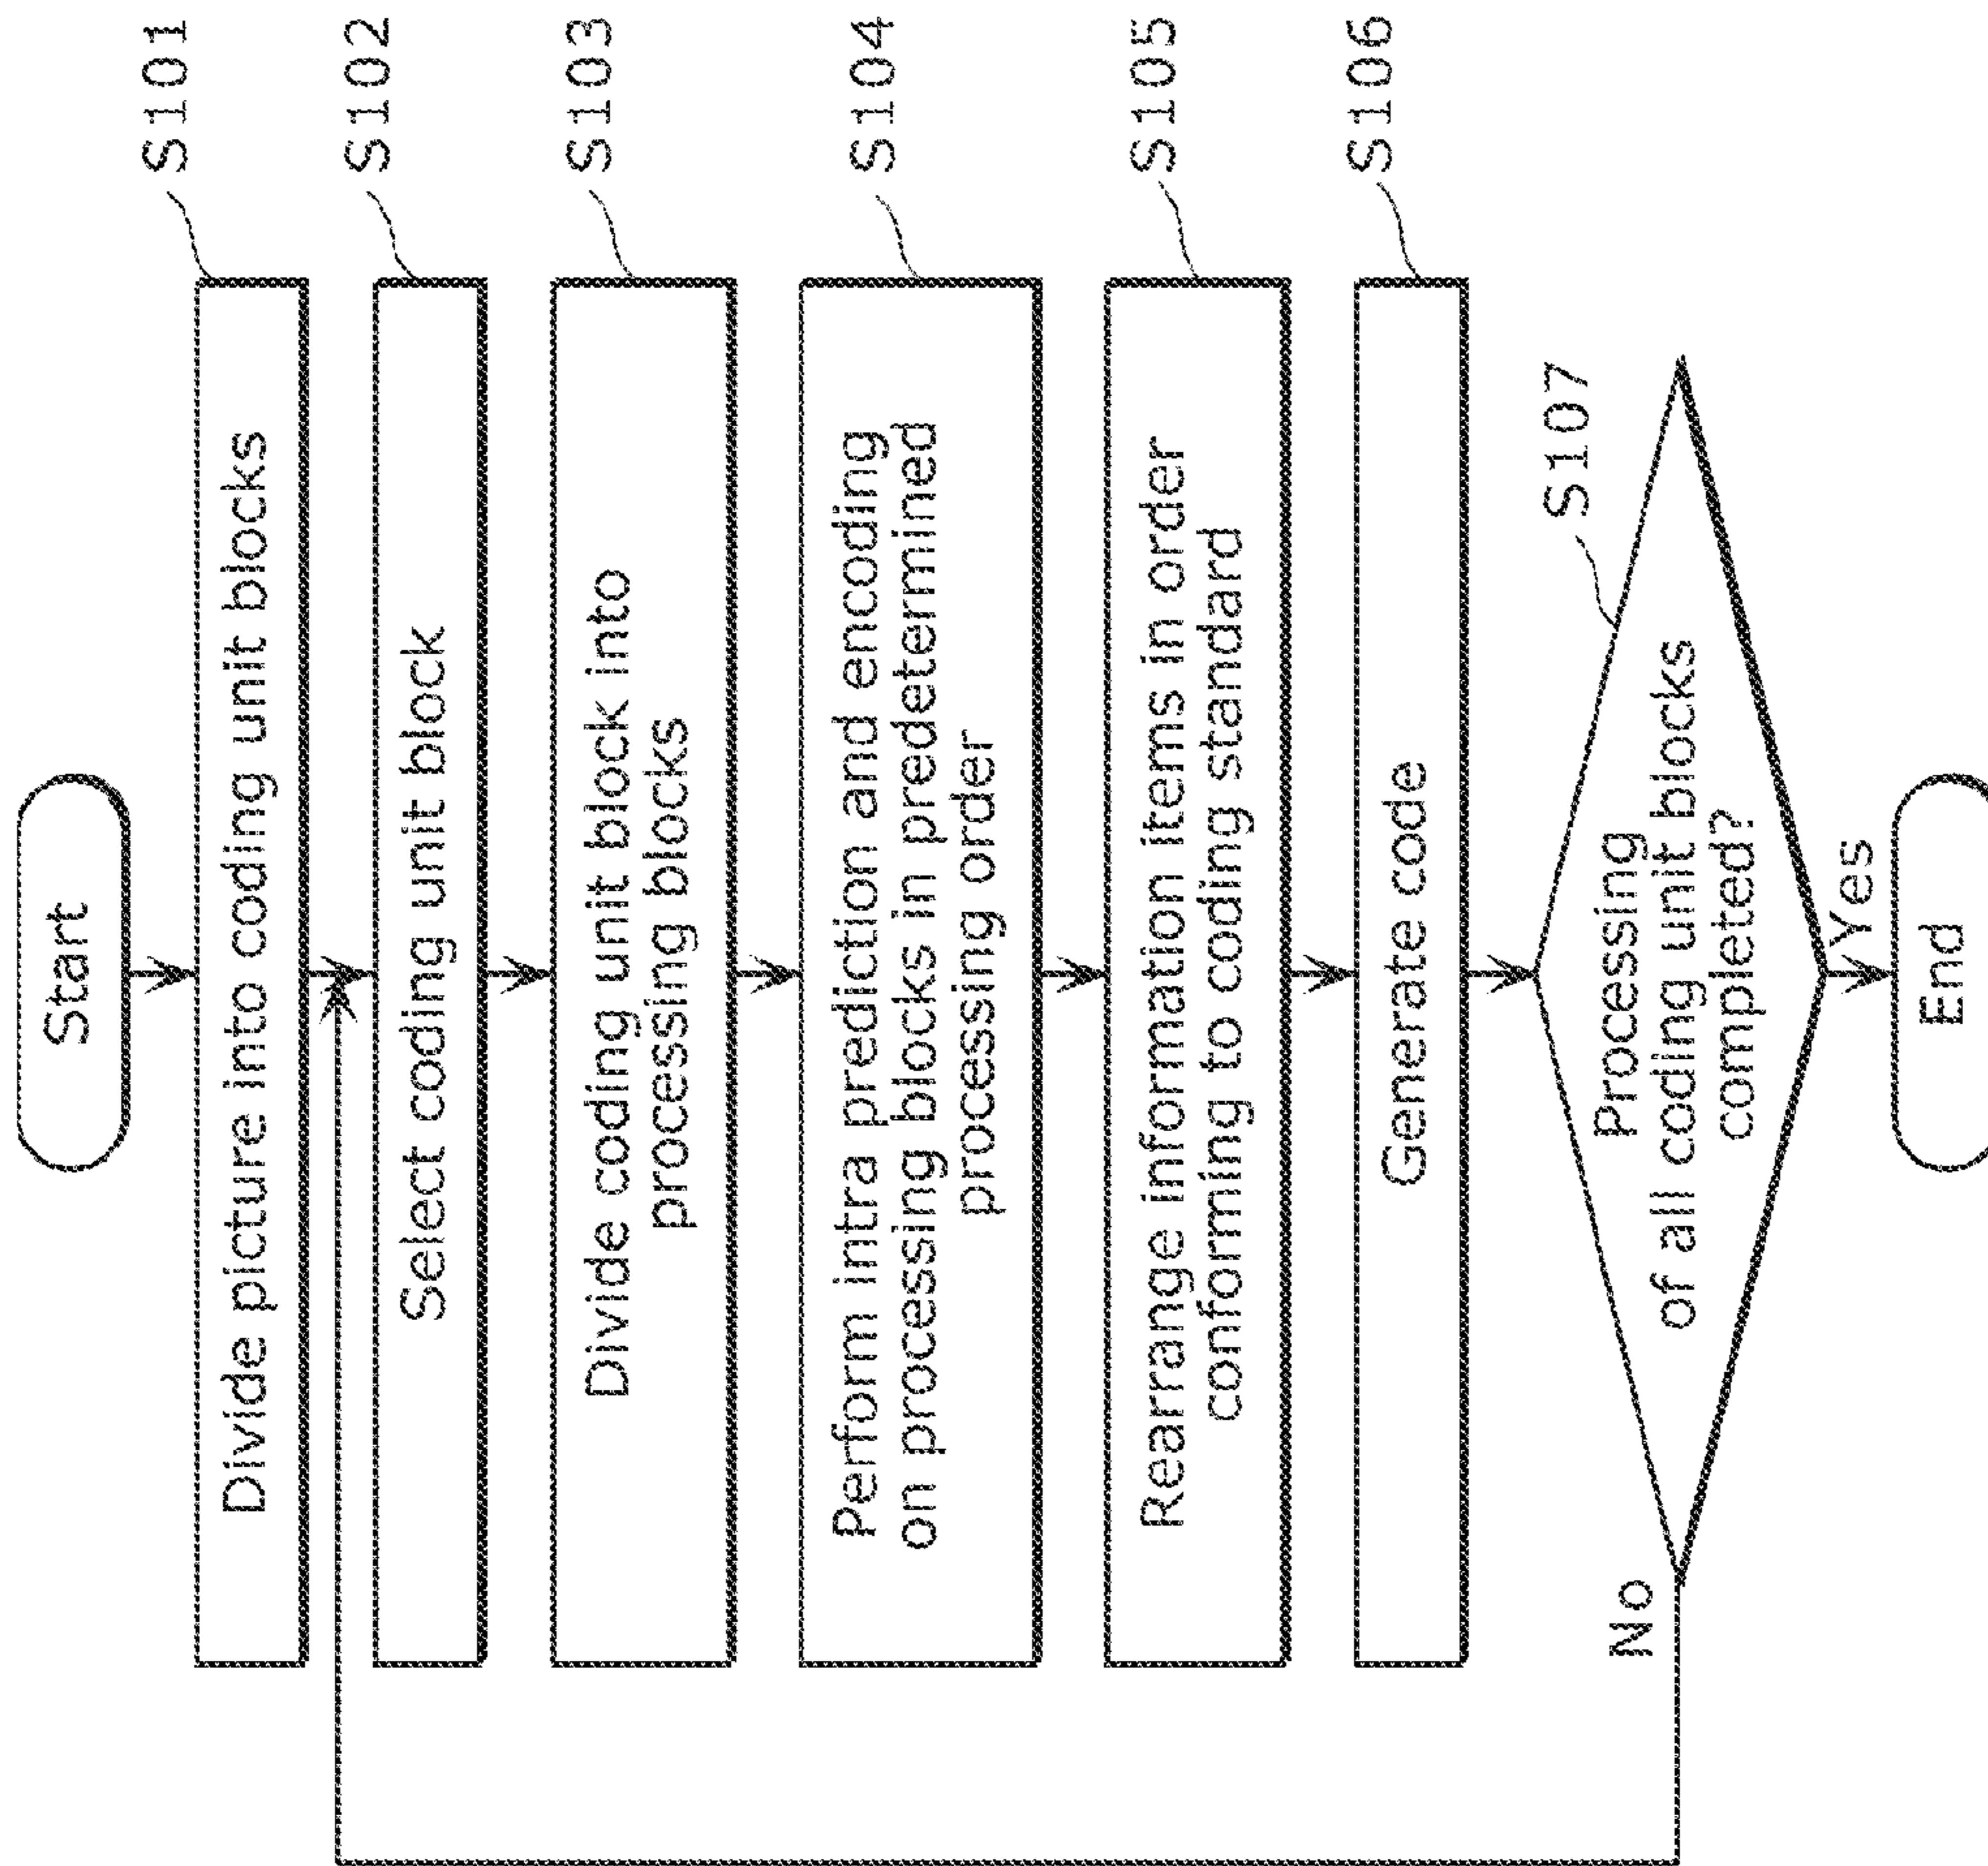 Start
S101
Divide picture into coding unit blocks
S102
Select coding unit block
S103
Divide coding unit block into
processing blocks
S104
Perform intra prediction and encoding
on processing blocks in predetermined
processing order
S105
Rearrange information items in order
conforming to coding standard
S106
Generate code
S107
Processing
of all coding unit blocks
completed?
No
Yes
End